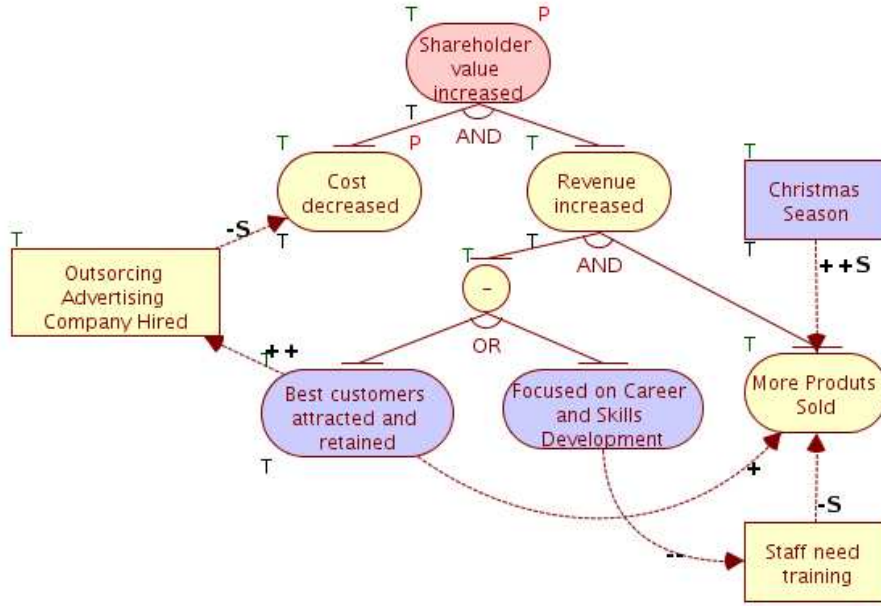 T P
Shareholder
value
increased
T
AND
T P
T
Cost
decreased
Revenue
increased
T
Christmas
Season
-S
T
T
T
T
T
Outsorcing
Advertising
Company Hired
–
AND
++S
++
T
OR
T
Best customers
attracted and
retained
Focused on Career
and Skills
Development
More Produts
Sold
T
+
-S
--
Staff need
training